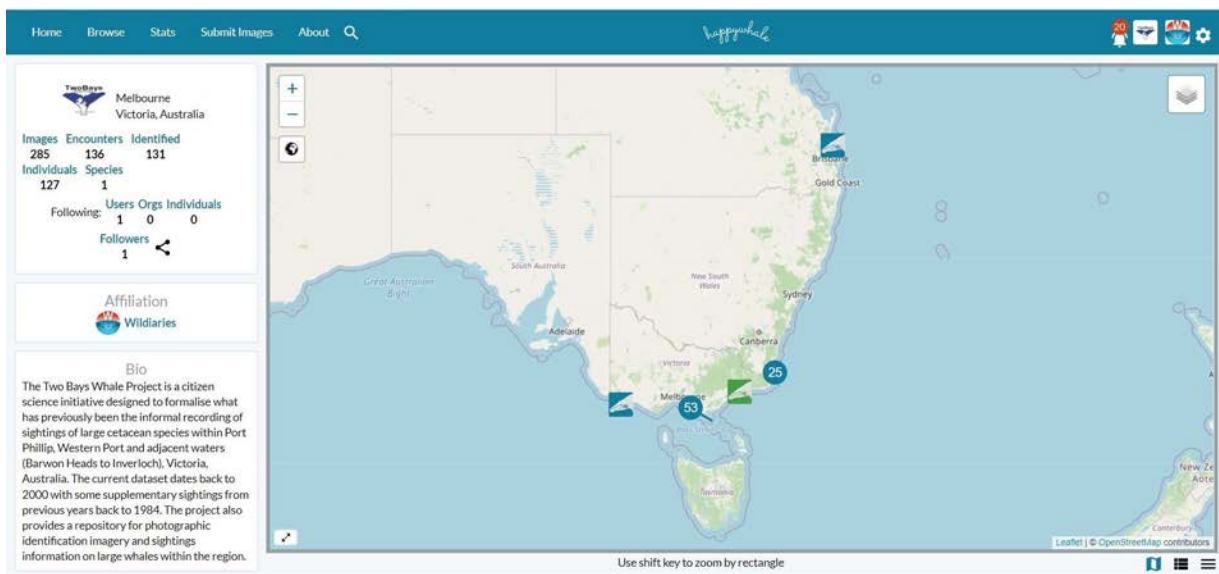 Home Browse Stats Submit Images About
happywhale
20
TwoBays
Melbourne
Victoria, Australia
Images Encounters Identified
285 136 131
Individuals Species
127 1
Following: Users Orgs Individuals
1 0 0
Followers
1
Affiliation
Wildiaries
Bio
The Two Bays Whale Project is a citizen
science initiative designed to formalise what
has previously been the informal recording of
sightings of large cetacean species within Port
Phillip, Western Port and adjacent waters
(Barwon Heads to Inverloch), Victoria,
Australia. The current dataset dates back to
2000 with some supplementary sightings from
previous years back to 1984. The project also
provides a repository for photographic
identification imagery and sightings
information on large whales within the region.
+
−
Brisbane
Gold Coast
South Australia
Great Australian
Bight
New South
Wales
Sydney
Adelaide
Canberra
Victoria
25
53
Tasmania
New Ze
Aote
Canterbury
Leaflet | © OpenStreetMap contributors
Use shift key to zoom by rectangle